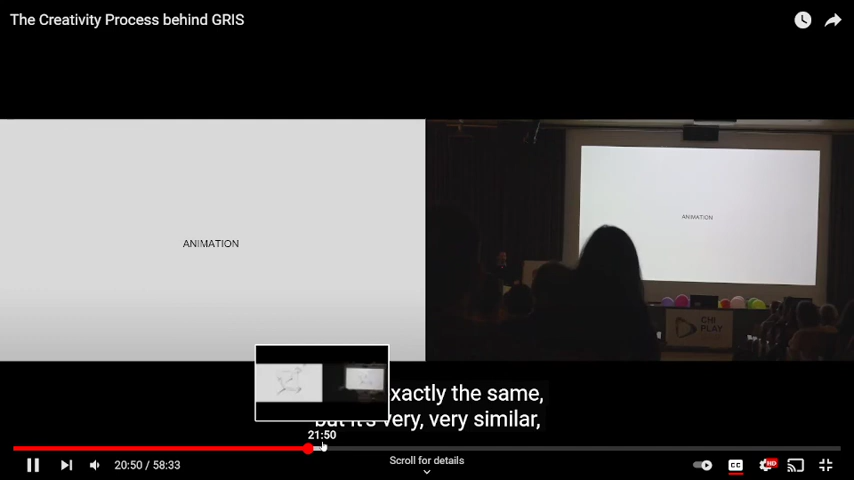 The Creativity Process behind GRIS
ANIMATION
ANIMATION
CHI
PLAY
xactly the same,
but it's very, very similar,
21:50
20:50 / 58:33
Scroll for details
CC
HD